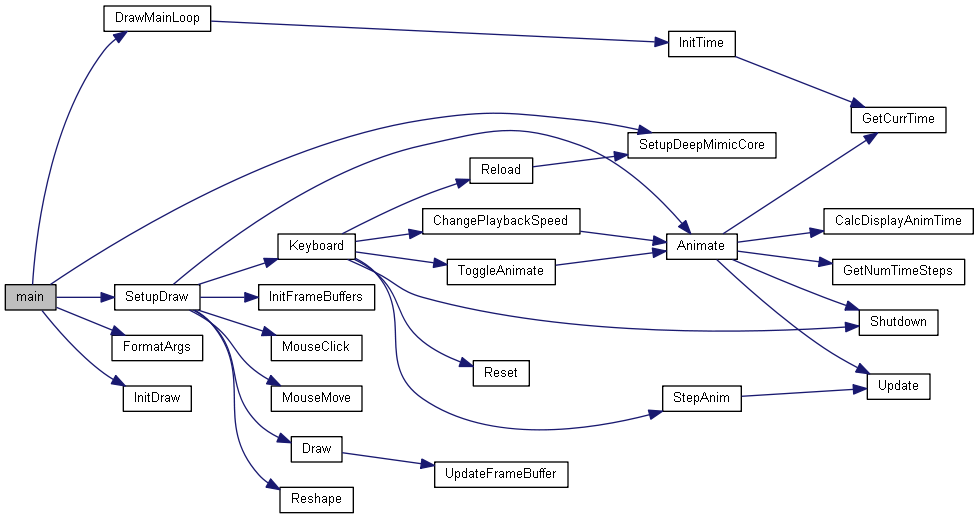 DrawMainLoop
InitTime
GetCurrTime
SetupDeepMimicCore
Reload
ChangePlaybackSpeed
CalcDisplayAnimTime
Keyboard
Animate
ToggleAnimate
GetNumTimeSteps
main
SetupDraw
InitFrameBuffers
Shutdown
FormatArgs
MouseClick
Reset
Update
InitDraw
MouseMove
StepAnim
Draw
UpdateFrameBuffer
Reshape